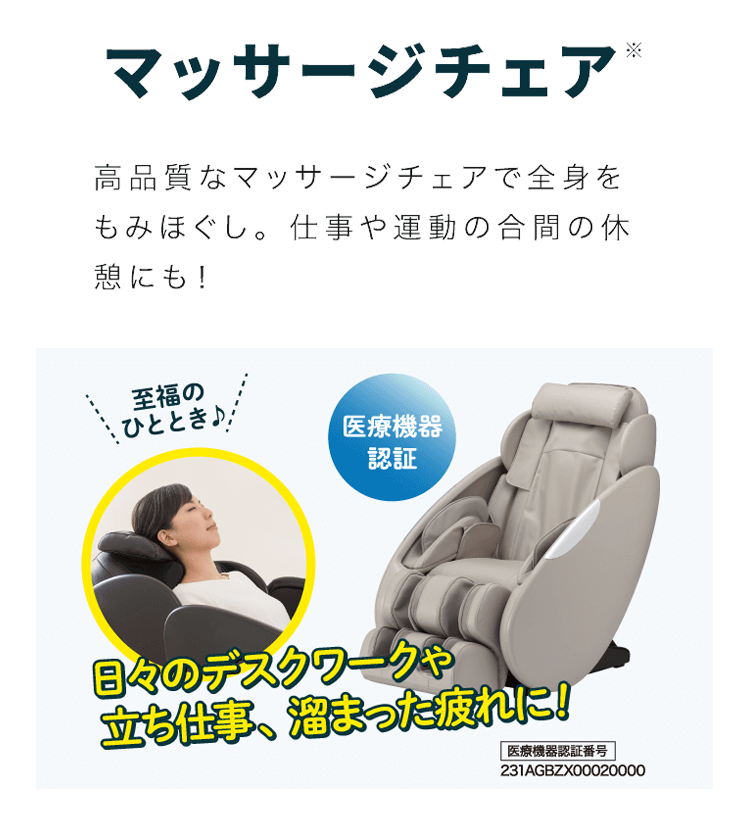 マッサージチェア※
高品質なマッサージチェアで全身を
もみほぐし。仕事や運動の合間の休
憩にも！
至福の
ひととき♪
医療機器
認証
日々のデスクワークや
立ち仕事、溜まった疲れに！
医療機器認証番号
231AGBZX00020000